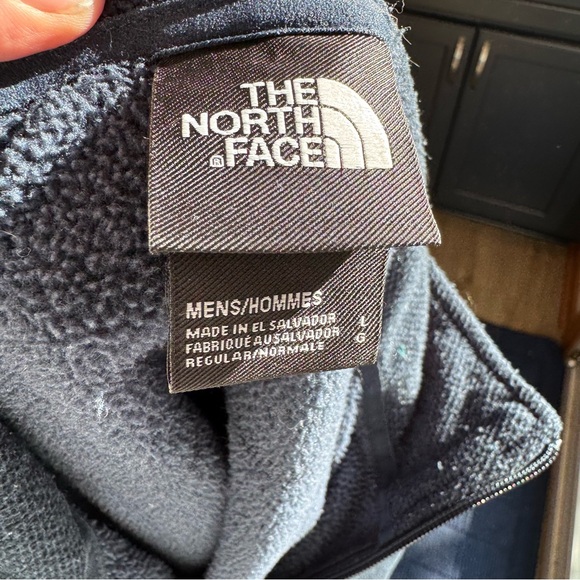 THE
NORTH
® FACE
MENS/HOMMES
MADE IN EL SALVADOR
FABRIQUÉ AU SALVADOR
REGULAR/NORMALE
L
G